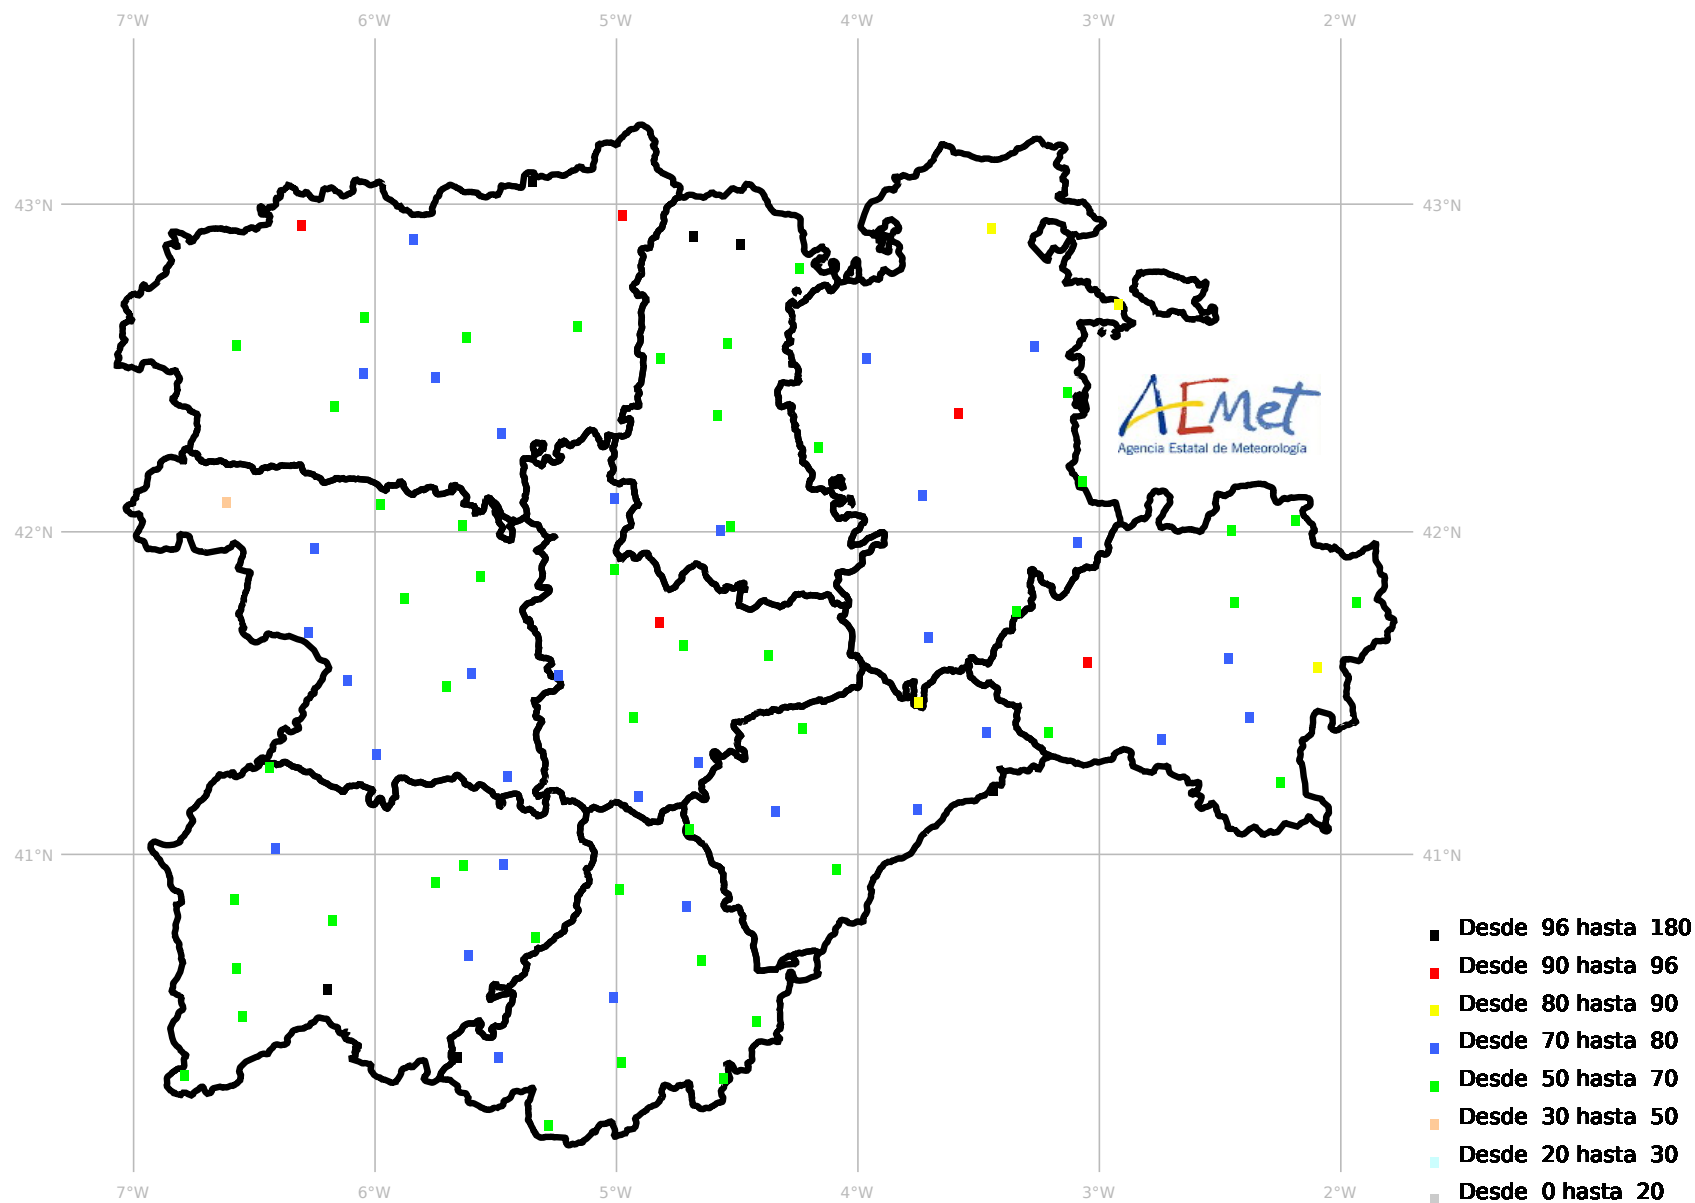 7°W 6°W 5°W 4°W 3°W 2°W
43°N 43°N
AEMet
Agencia Estatal de Meteorología
42°N 42°N
41°N 41°N
Desde 96 hasta 180
Desde 90 hasta 96
Desde 80 hasta 90
Desde 70 hasta 80
Desde 50 hasta 70
Desde 30 hasta 50
Desde 20 hasta 30
Desde 0 hasta 20
7°W 6°W 5°W 4°W 3°W 2°W